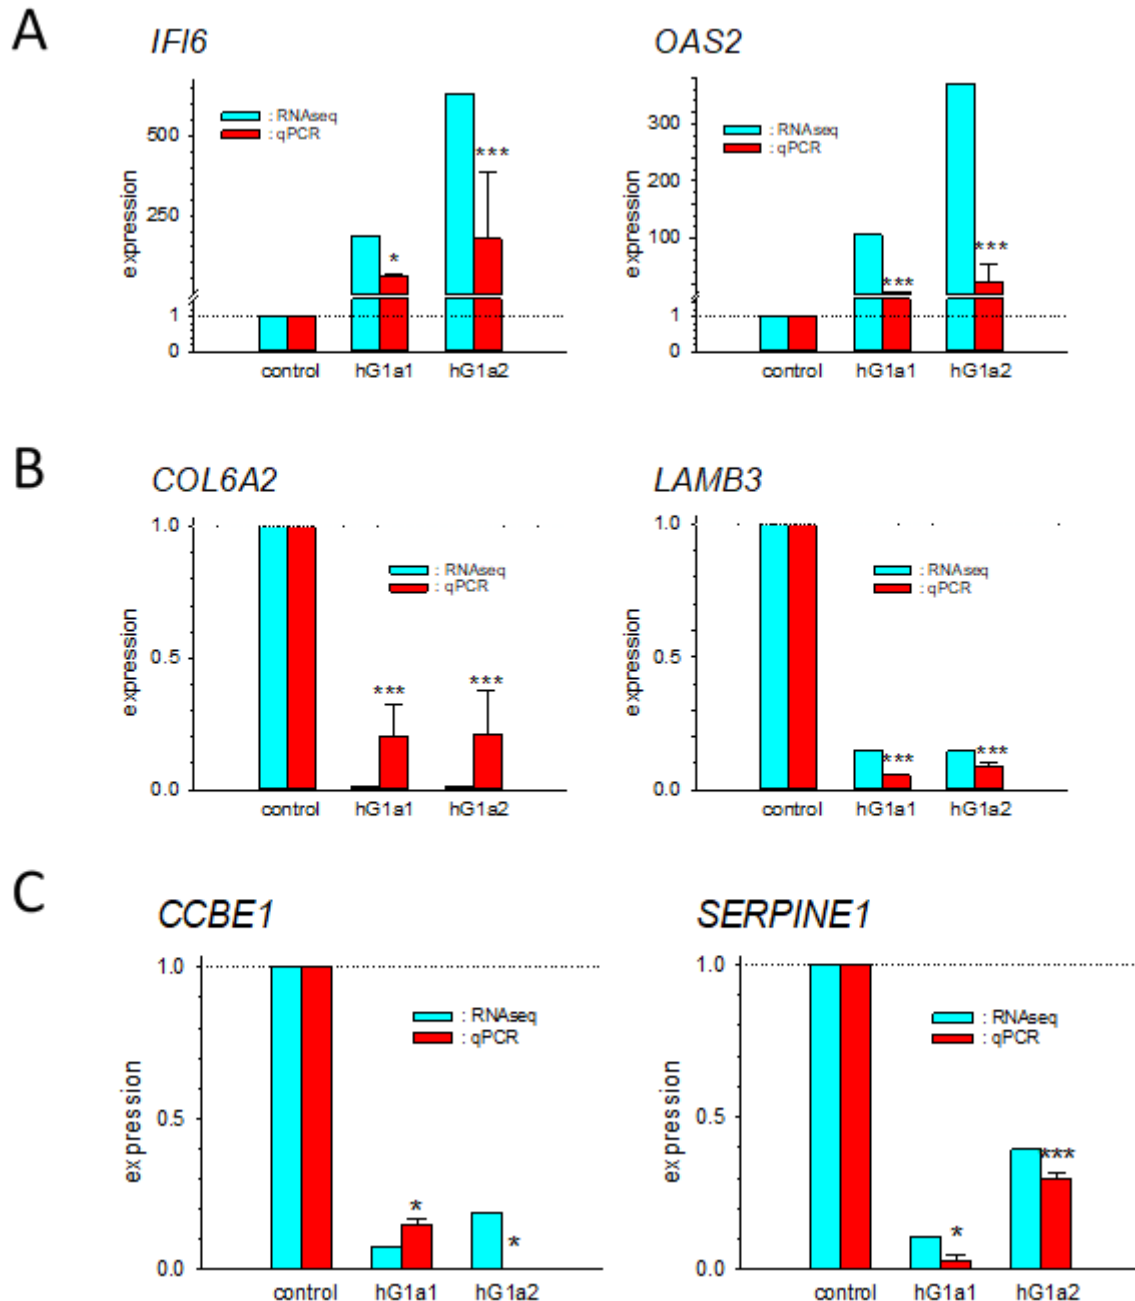 A
IFI6
OAS2
: RNAseq
: qPCR
500
250
1
0
expression
***
*
control
hG1a1
hG1a2
: RNAseq
: qPCR
300
200
100
1
0
expression
***
***
control
hG1a1
hG1a2
B
COL6A2
LAMB3
1.0
0.5
0.0
expression
: RNAseq
: qPCR
***
***
control
hG1a1
hG1a2
1.0
0.5
0.0
expression
: RNAseq
: qPCR
***
***
control
hG1a1
hG1a2
C
CCBE1
SERPINE1
1.0
0.5
0.0
expression
: RNAseq
: qPCR
*
*
control
hG1a1
hG1a2
1.0
0.5
0.0
expression
: RNAseq
: qPCR
***
*
control
hG1a1
hG1a2